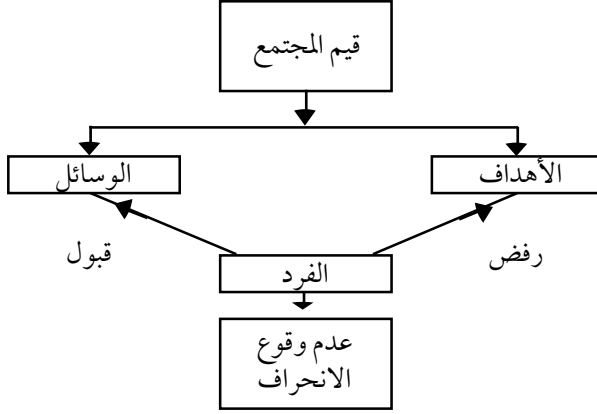 قيم المجتمع
الأهداف
الوسائل
رفض
قبول
الفرد
عدم وقوع
الانحراف